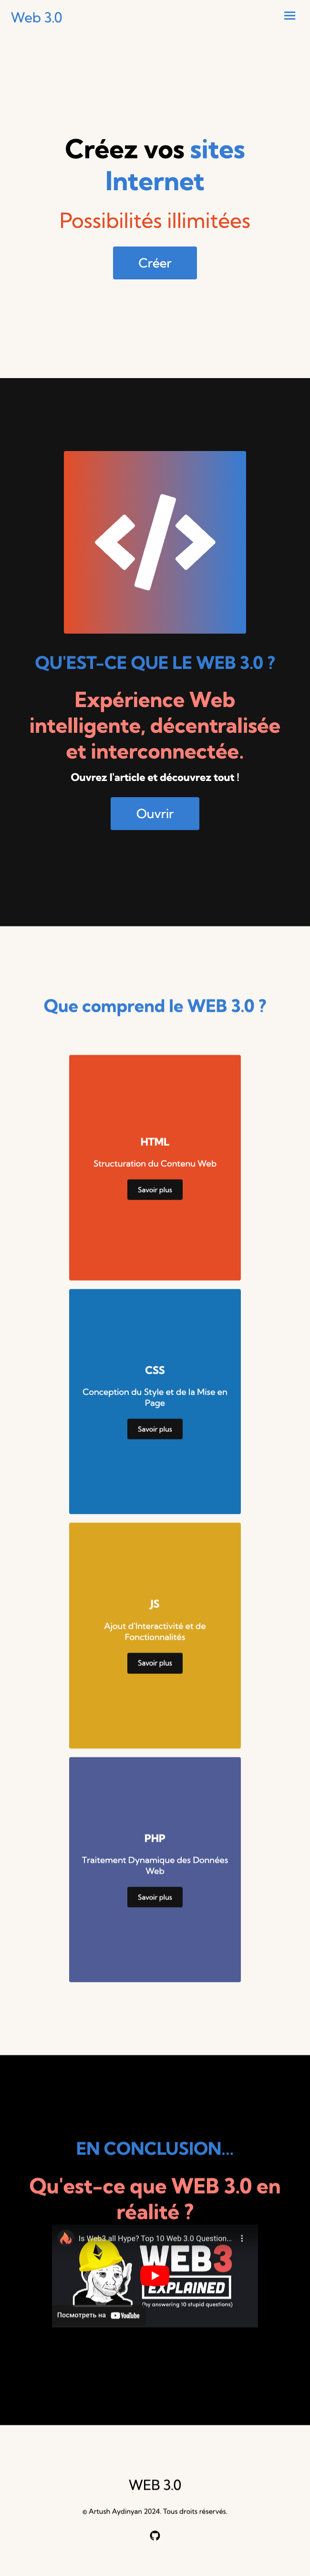 Web 3.0
Créez vos sites
Internet
Possibilités illimitées
Créer
QU'EST-CE QUE LE WEB 3.0 ?
Expérience Web
intelligente, décentralisée
et interconnectée.
Ouvrez l'article et découvrez tout !
Ouvrir
Que comprend le WEB 3.0 ?
HTML
Structuration du Contenu Web
Savoir plus
CSS
Conception du Style et de la Mise en
Page
Savoir plus
JS
Ajout d'Interactivité et de
Fonctionnalités
Savoir plus
PHP
Traitement Dynamique des Données
Web
Savoir plus
EN CONCLUSION...
Qu'est-ce que WEB 3.0 en
réalité ?
Is Web3 all Hype? Top 10 Web 3.0 Question...
WEB3
EXPLAINED
(by answering 10 stupid questions)
Посмотреть на YouTube
WEB 3.0
© Artush Aydinyan 2024. Tous droits réservés.